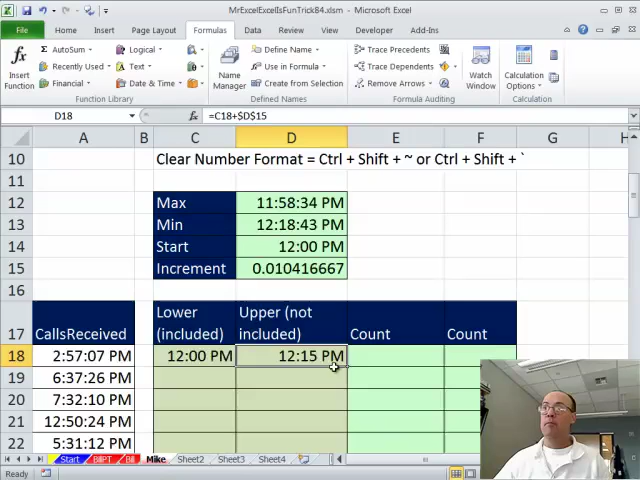 MrExcelExcelIsFunTrick84.xlsm - Microsoft Excel
File Home Insert Page Layout Formulas Data Review View Developer Add-Ins
Insert Function
AutoSum
Recently Used
Financial
Logical
Text
Date & Time
Function Library
Name Manager
Define Name
Use in Formula
Create from Selection
Defined Names
Trace Precedents
Trace Dependents
Remove Arrows
Formula Auditing
Watch Window
Calculation Options
Calculation
D18 fx =C18+$D$15
A B C D E F G H
10 Clear Number Format = Ctrl + Shift + ~ or Ctrl + Shift + `
11
12 Max 11:58:34 PM
13 Min 12:18:43 PM
14 Start 12:00 PM
15 Increment 0.010416667
16
17 CallsReceived Lower (included) Upper (not included) Count Count
18 2:57:07 PM 12:00 PM 12:15 PM
19 6:37:26 PM
20 7:32:10 PM
21 12:50:24 PM
22 5:31:12 PM
Start BillPT Bill Mike Sheet2 Sheet3 Sheet4
Ready